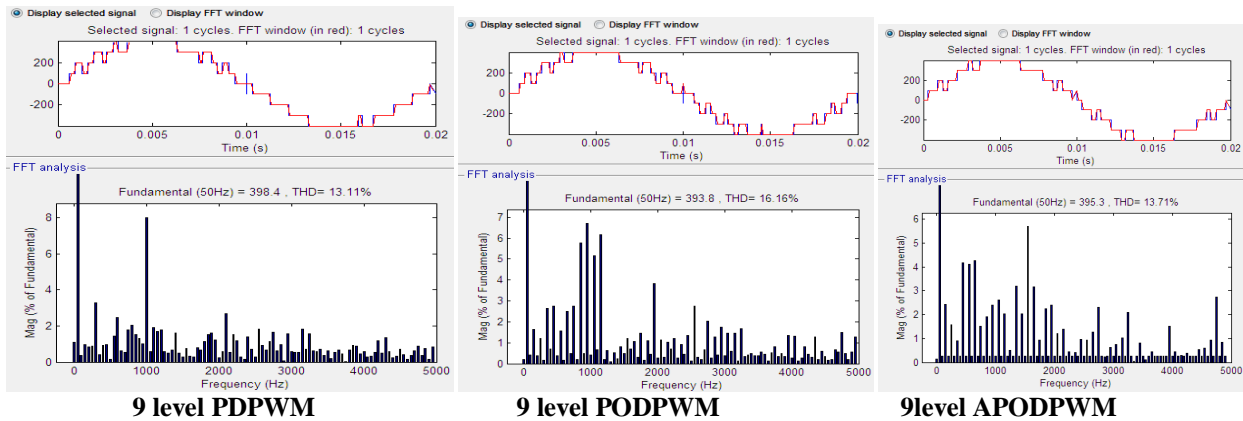 Display selected signal Display FFT window
Selected signal: 1 cycles. FFT window (in red): 1 cycles
200
0
-200
0 0.005 0.01 0.015 0.02
Time (s)
FFT analysis
Fundamental (50Hz) = 398.4 , THD= 13.11%
8
6
4
2
0
Mag (% of Fundamental)
0 1000 2000 3000 4000 5000
Frequency (Hz)
9 level PDPWM
Display selected signal Display FFT window
Selected signal: 1 cycles. FFT window (in red): 1 cycles
200
0
-200
0 0.005 0.01 0.015 0.02
Time (s)
FFT analysis
Fundamental (50Hz) = 393.8 , THD= 16.16%
7
6
5
4
3
2
1
0
Mag (% of Fundamental)
0 1000 2000 3000 4000 5000
Frequency (Hz)
9 level PODPWM
Display selected signal Display FFT window
Selected signal: 1 cycles. FFT window (in red): 1 cycles
200
0
-200
0 0.005 0.01 0.015 0.02
Time (s)
FFT analysis
Fundamental (50Hz) = 395.3 , THD= 13.71%
6
5
4
3
2
1
0
Mag (% of Fundamental)
0 1000 2000 3000 4000 5000
Frequency (Hz)
9level APODPWM